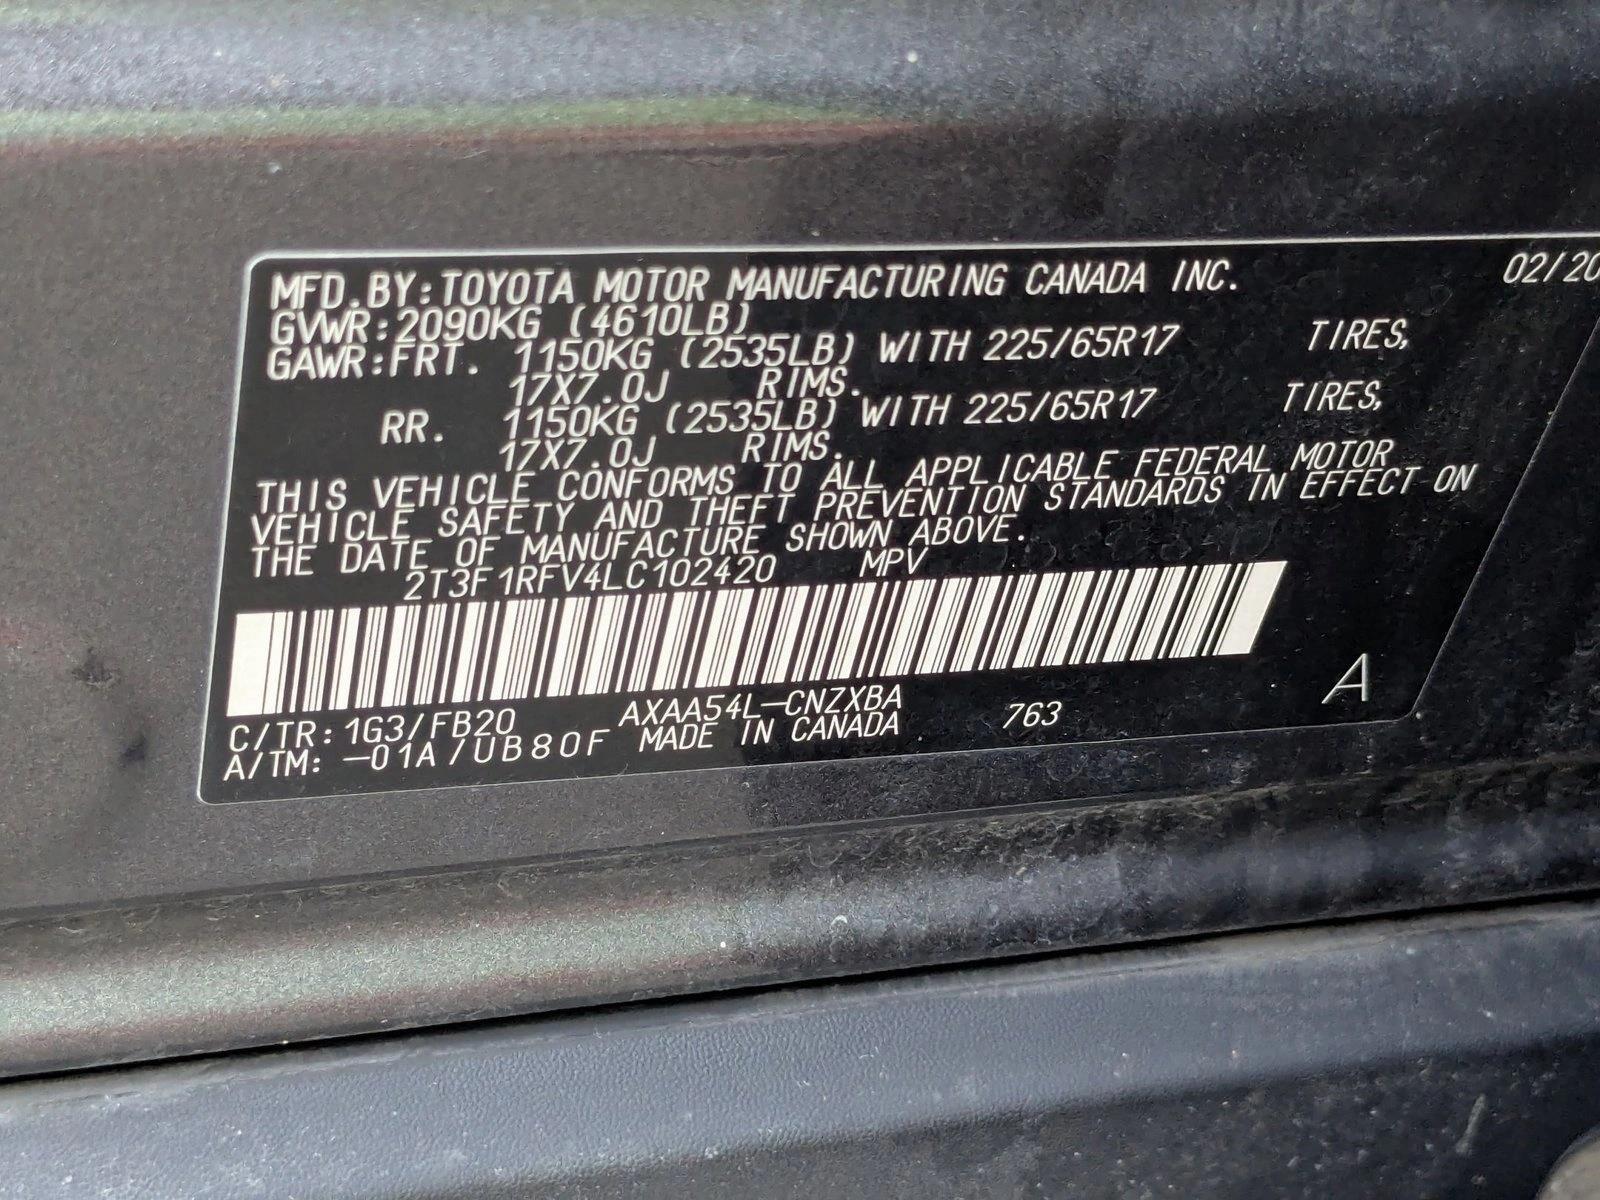 MFD.BY:TOYOTA MOTOR MANUFACTURING CANADA INC. 02/20
GVWR:2090KG (4610LB)
GAWR:FRT. 1150KG (2535LB) WITH 225/65R17 TIRES,
17X7.0J RIMS.
RR. 1150KG (2535LB) WITH 225/65R17 TIRES,
17X7.0J RIMS.
THIS VEHICLE CONFORMS TO ALL APPLICABLE FEDERAL MOTOR
VEHICLE SAFETY AND THEFT PREVENTION STANDARDS IN EFFECT ON
THE DATE OF MANUFACTURE SHOWN ABOVE.
2T3F1RFV4LC102420 MPV
C/TR:1G3/FB20 AXAA54L-CNZXBA 763 A
A/TM: -01A/UB80F MADE IN CANADA